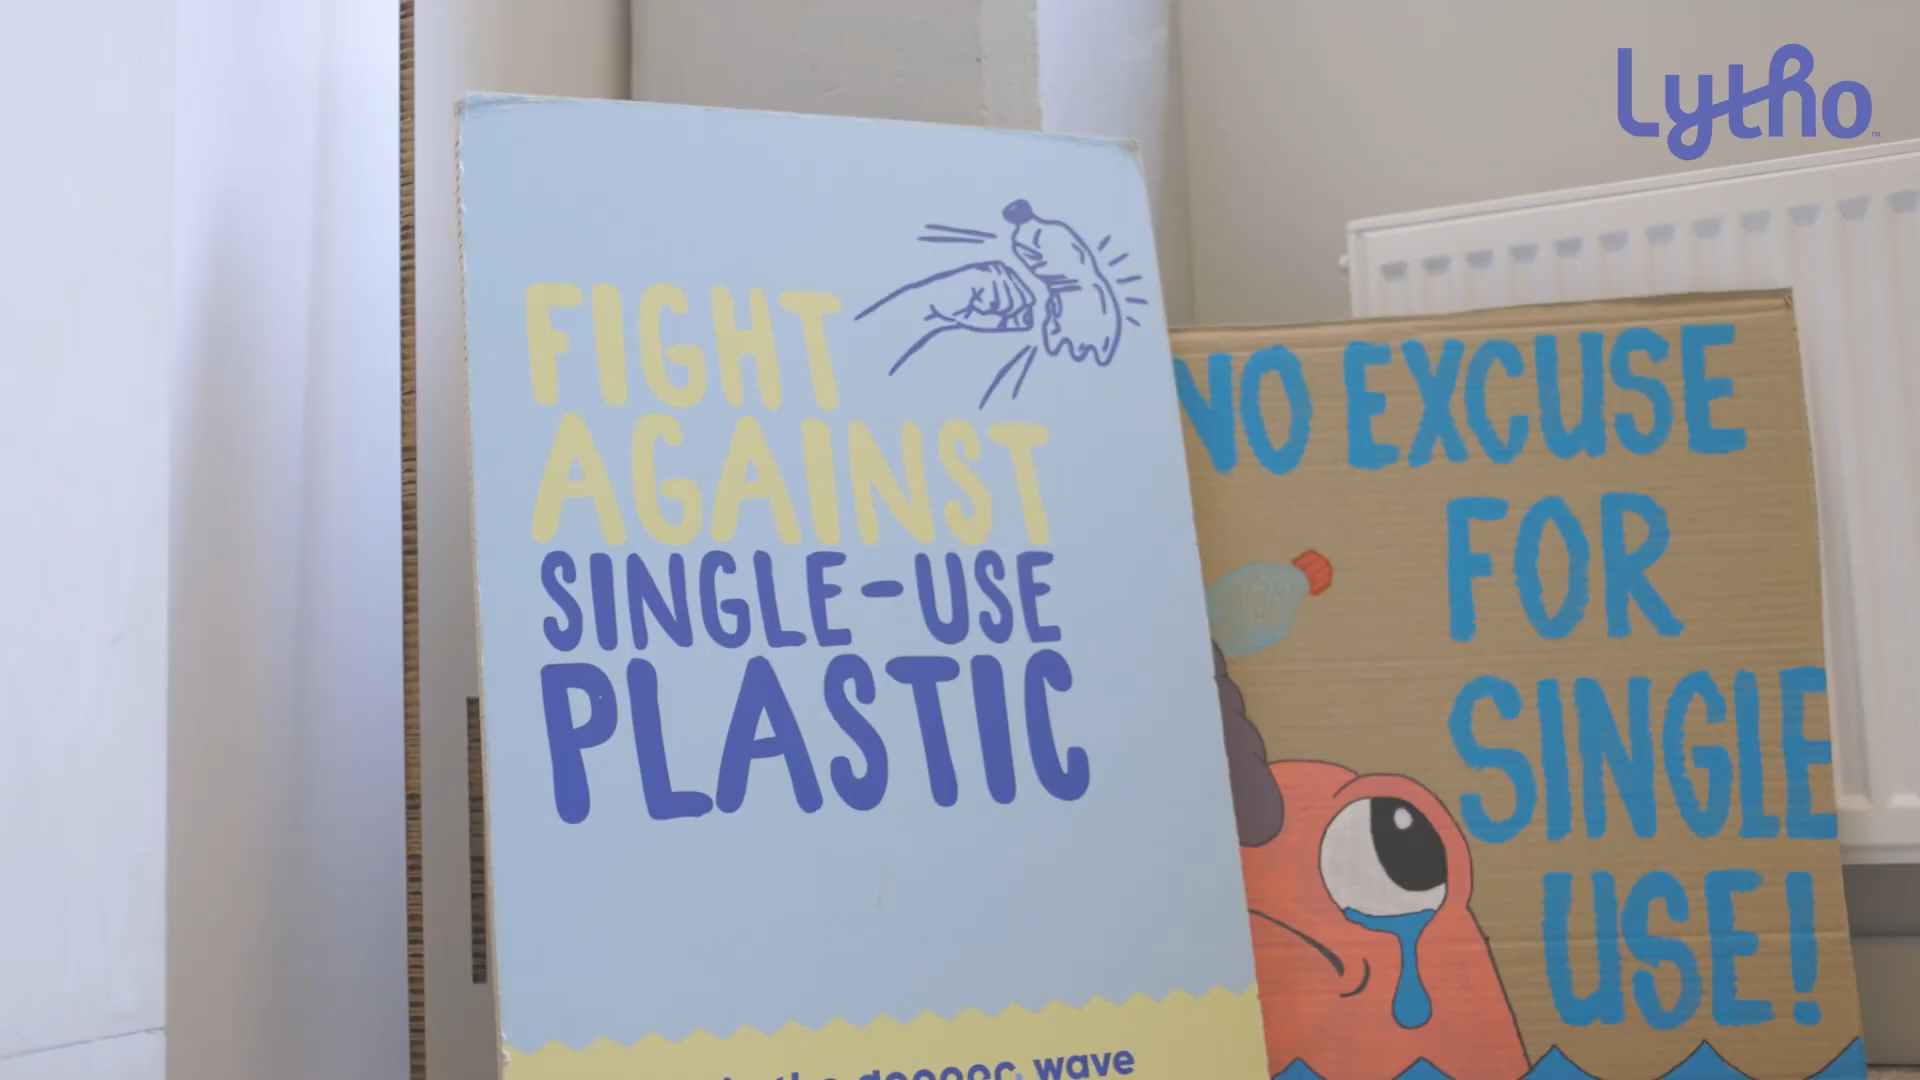 Lytho
FIGHT
AGAINST
SINGLE-USE
PLASTIC
wave
NO EXCUSE
FOR
SINGLE
USE!